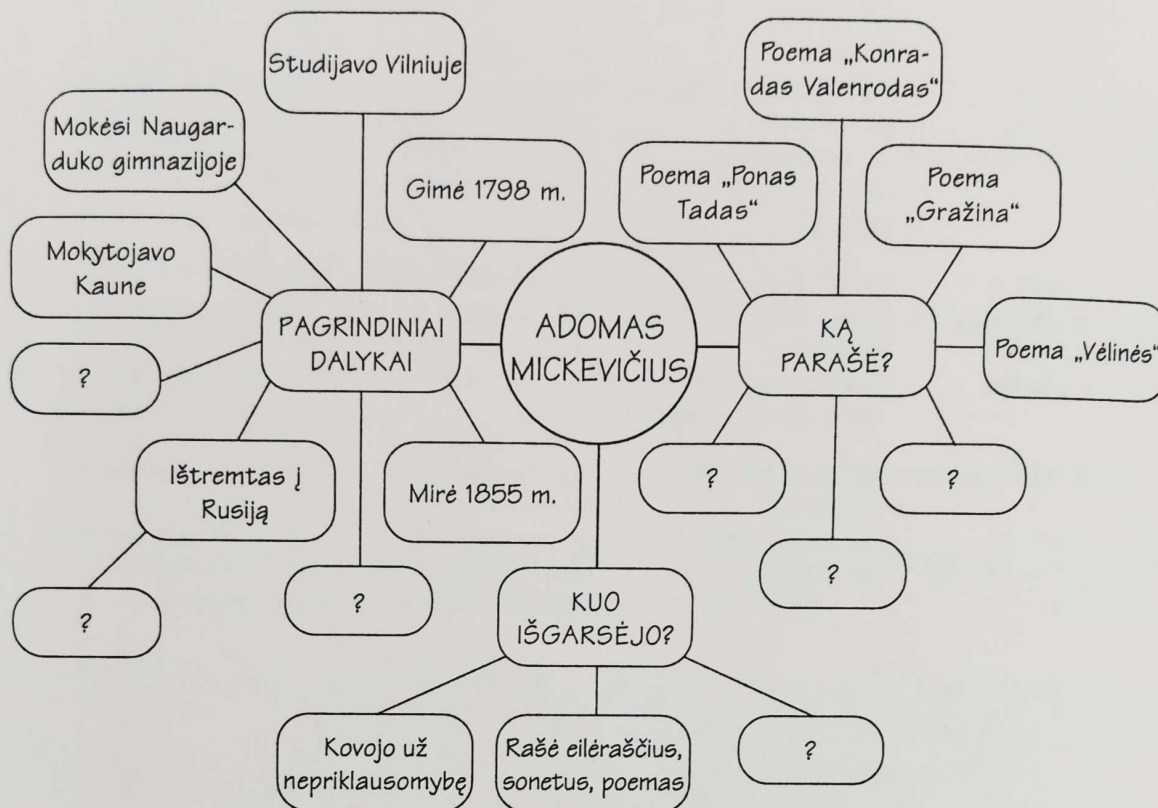 Studijavo Vilniuje
Mokėsi Naugar-
duko gimnazijoje
Gimė 1798 m.
Mokytojavo
Kaune
PAGRINDINIAI
DALYKAI
?
Ištremtas į
Rusiją
Mirė 1855 m.
?
?
ADOMAS
MICKEVIČIUS
Poema „Konra-
das Valenrodas“
Poema „Ponas
Tadas“
Poema
„Gražina“
KĄ
PARAŠĖ?
Poema „Vėlinės“
?
?
?
KUO
IŠGARSĖJO?
Kovojo už
nepriklausomybę
Rašė eilėraščius,
sonetus, poemas
?